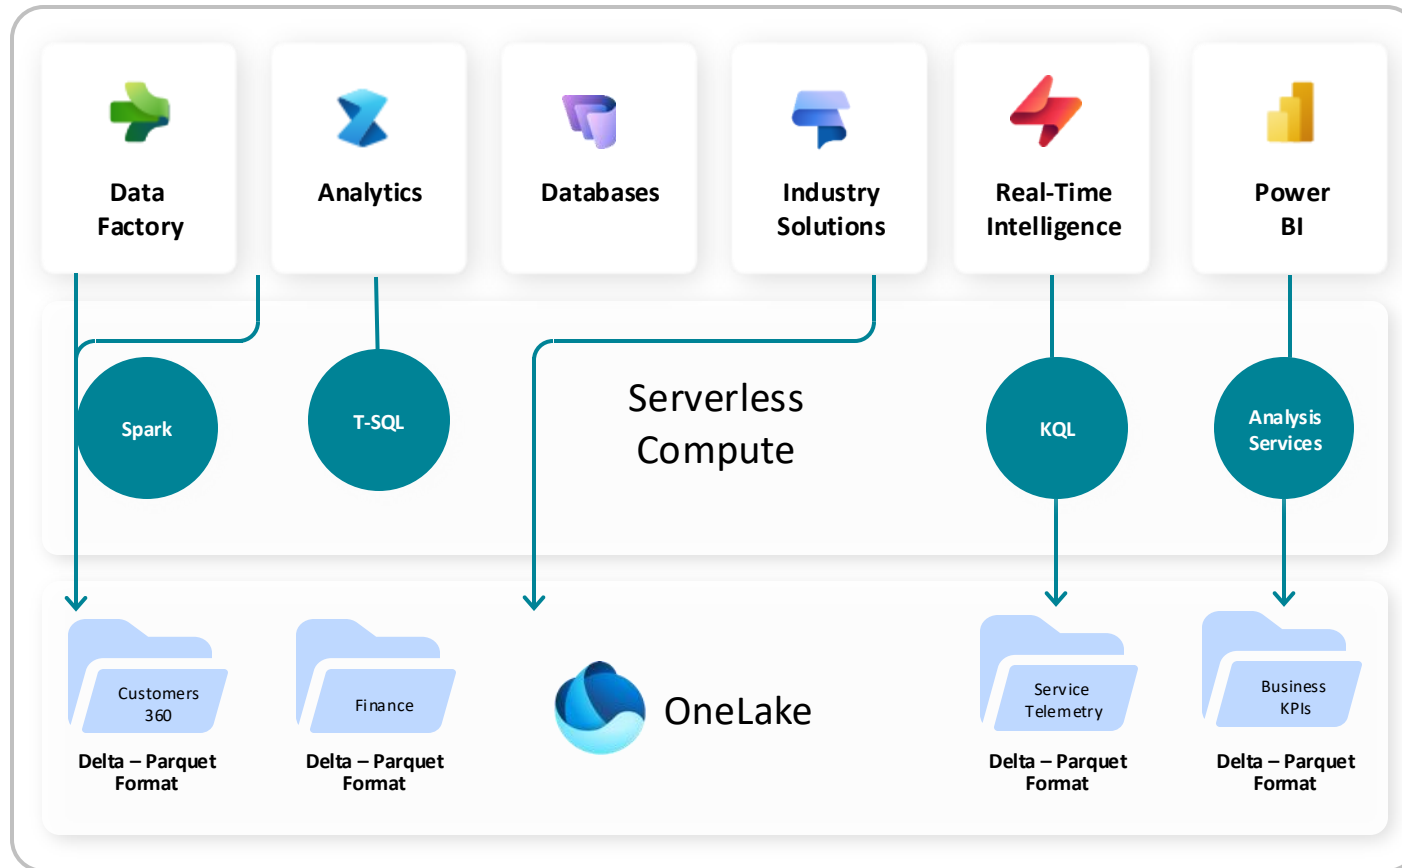 Data
Factory
Analytics
Databases
Industry
Solutions
Real-Time
Intelligence
Power
BI
Spark
T-SQL
Serverless
Compute
KQL
Analysis
Services
Customers
360
Finance
OneLake
Service
Telemetry
Business
KPIs
Delta – Parquet
Format
Delta – Parquet
Format
Delta – Parquet
Format
Delta – Parquet
Format